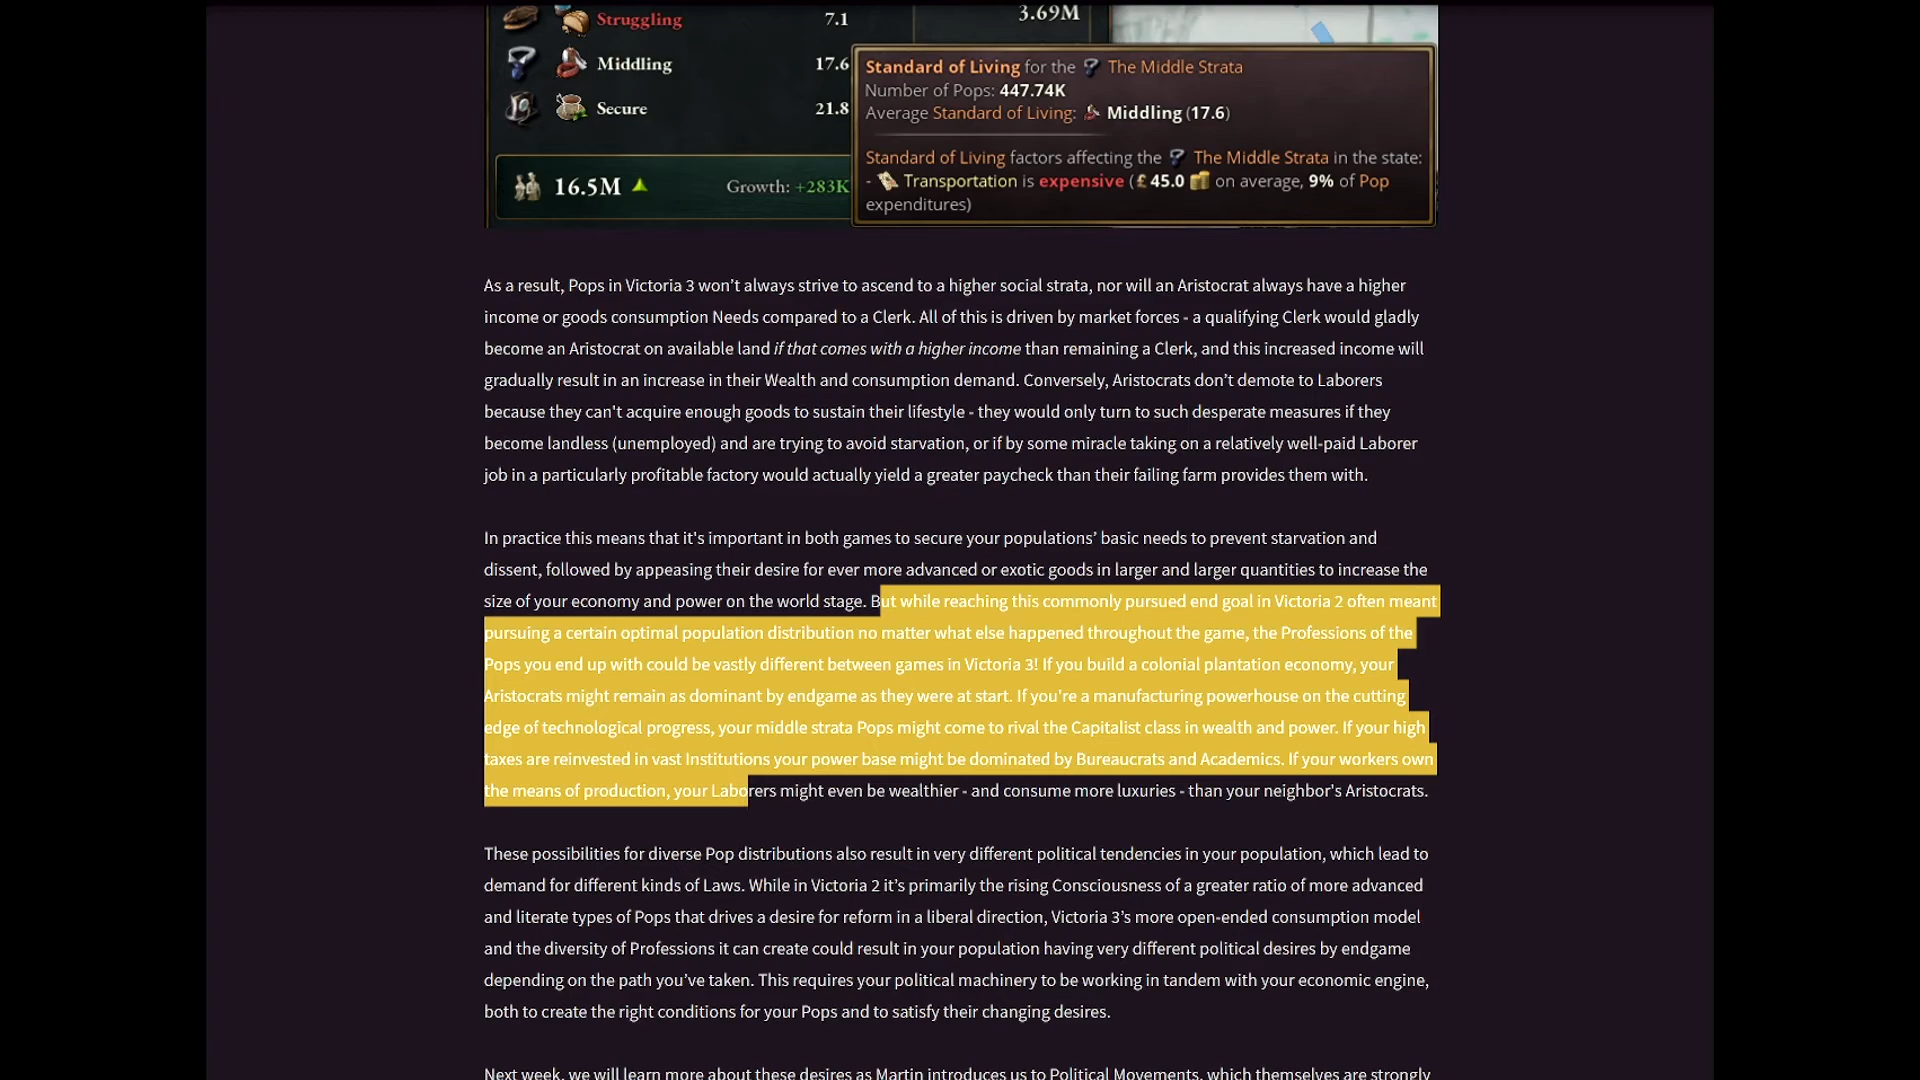 Struggling 7.1 3.69M
Middling 17.6
Secure 21.8
16.5M Growth: +283K
Standard of Living for the The Middle Strata
Number of Pops: 447.74K
Average Standard of Living: Middling (17.6)
Standard of Living factors affecting the The Middle Strata in the state:
- Transportation is expensive (£45.0 on average, 9% of Pop
expenditures)
As a result, Pops in Victoria 3 won’t always strive to ascend to a higher social strata, nor will an Aristocrat always have a higher
income or goods consumption Needs compared to a Clerk. All of this is driven by market forces - a qualifying Clerk would gladly
become an Aristocrat on available land if that comes with a higher income than remaining a Clerk, and this increased income will
gradually result in an increase in their Wealth and consumption demand. Conversely, Aristocrats don’t demote to Laborers
because they can't acquire enough goods to sustain their lifestyle - they would only turn to such desperate measures if they
become landless (unemployed) and are trying to avoid starvation, or if by some miracle taking on a relatively well-paid Laborer
job in a particularly profitable factory would actually yield a greater paycheck than their failing farm provides them with.
In practice this means that it's important in both games to secure your populations’ basic needs to prevent starvation and
dissent, followed by appeasing their desire for ever more advanced or exotic goods in larger and larger quantities to increase the
size of your economy and power on the world stage. But while reaching this commonly pursued end goal in Victoria 2 often meant
pursuing a certain optimal population distribution no matter what else happened throughout the game, the Professions of the
Pops you end up with could be vastly different between games in Victoria 3! If you build a colonial plantation economy, your
Aristocrats might remain as dominant by endgame as they were at start. If you're a manufacturing powerhouse on the cutting
edge of technological progress, your middle strata Pops might come to rival the Capitalist class in wealth and power. If your high
taxes are reinvested in vast Institutions your power base might be dominated by Bureaucrats and Academics. If your workers own
the means of production, your Laborers might even be wealthier - and consume more luxuries - than your neighbor's Aristocrats.
These possibilities for diverse Pop distributions also result in very different political tendencies in your population, which lead to
demand for different kinds of Laws. While in Victoria 2 it’s primarily the rising Consciousness of a greater ratio of more advanced
and literate types of Pops that drives a desire for reform in a liberal direction, Victoria 3’s more open-ended consumption model
and the diversity of Professions it can create could result in your population having very different political desires by endgame
depending on the path you’ve taken. This requires your political machinery to be working in tandem with your economic engine,
both to create the right conditions for your Pops and to satisfy their changing desires.
Next week, we will learn more about these desires as Martin introduces us to Political Movements, which themselves are strongly